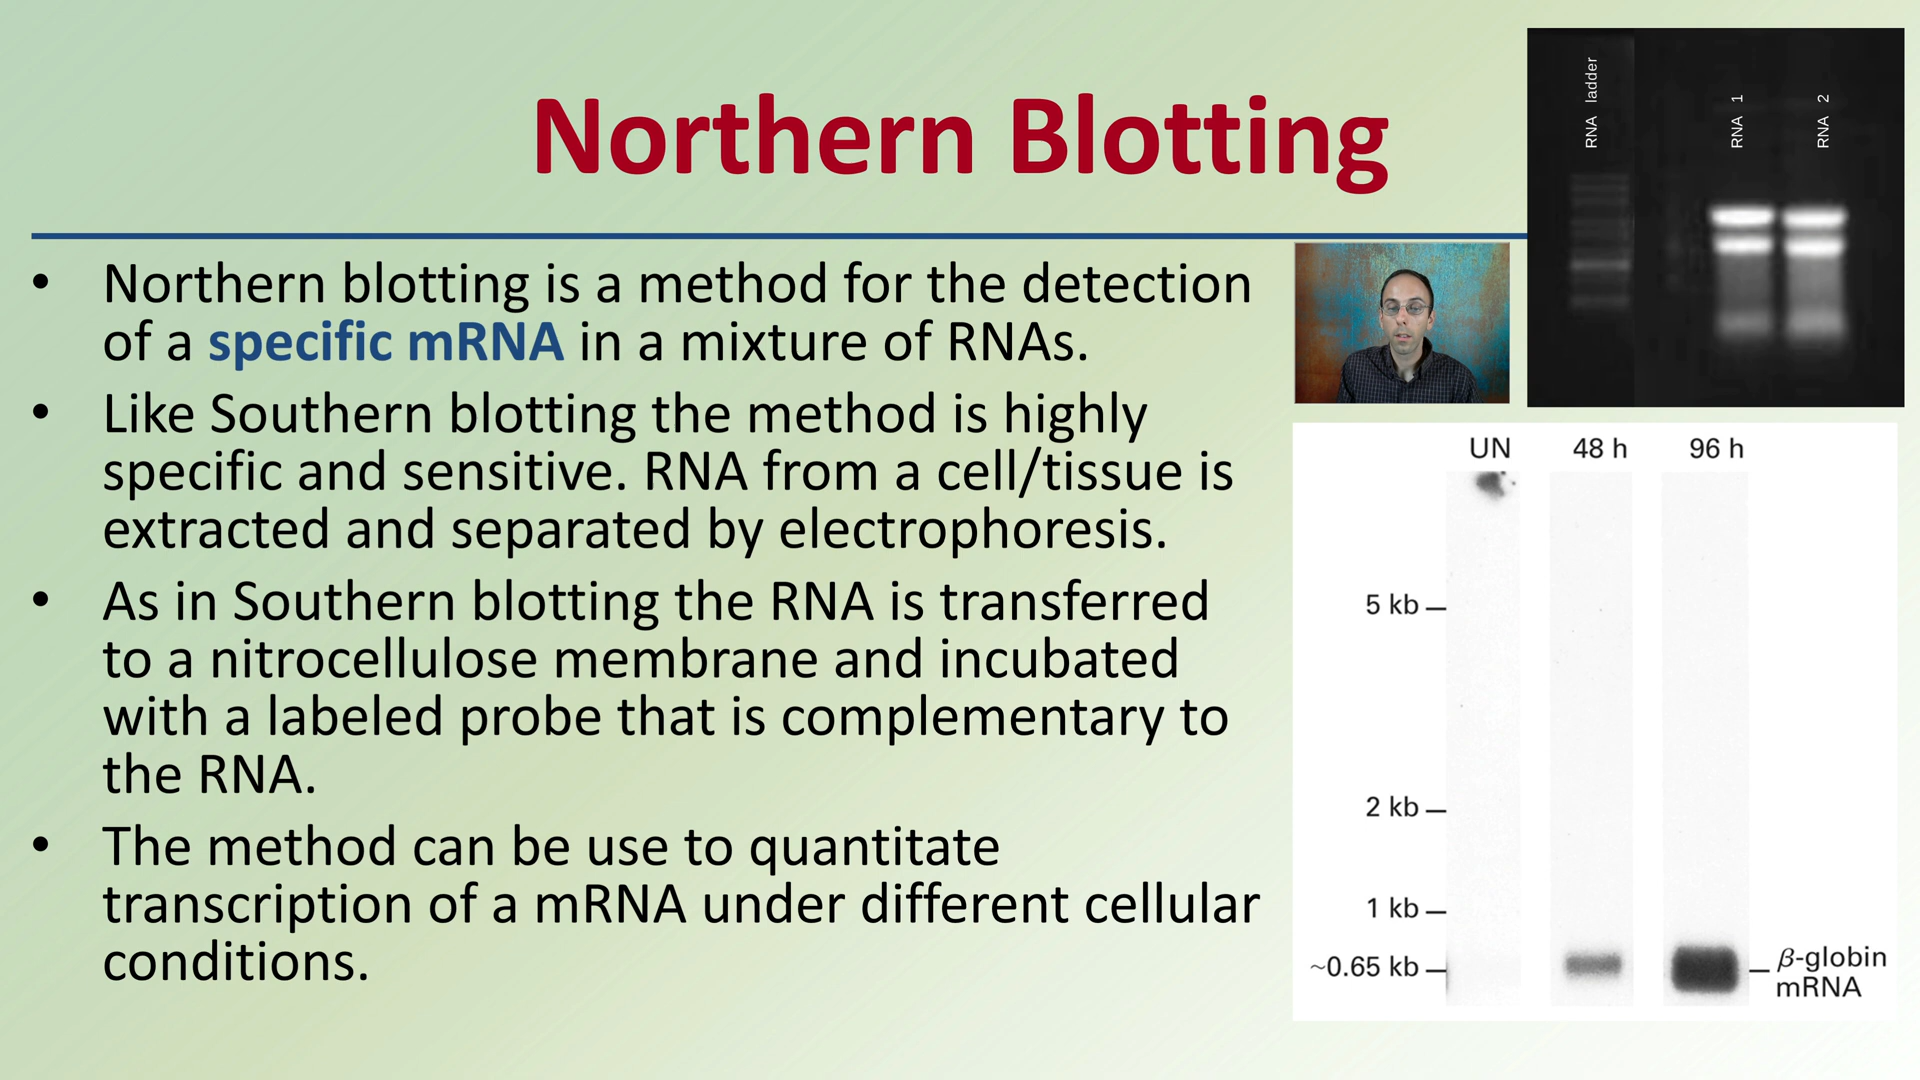 Northern Blotting
• Northern blotting is a method for the detection
of a specific mRNA in a mixture of RNAs.
• Like Southern blotting the method is highly
specific and sensitive. RNA from a cell/tissue is
extracted and separated by electrophoresis.
• As in Southern blotting the RNA is transferred
to a nitrocellulose membrane and incubated
with a labeled probe that is complementary to
the RNA.
• The method can be use to quantitate
transcription of a mRNA under different cellular
conditions.
RNA ladder
RNA 1
RNA 2
UN 48 h 96 h
5 kb
2 kb
1 kb
~0.65 kb
β-globin
mRNA